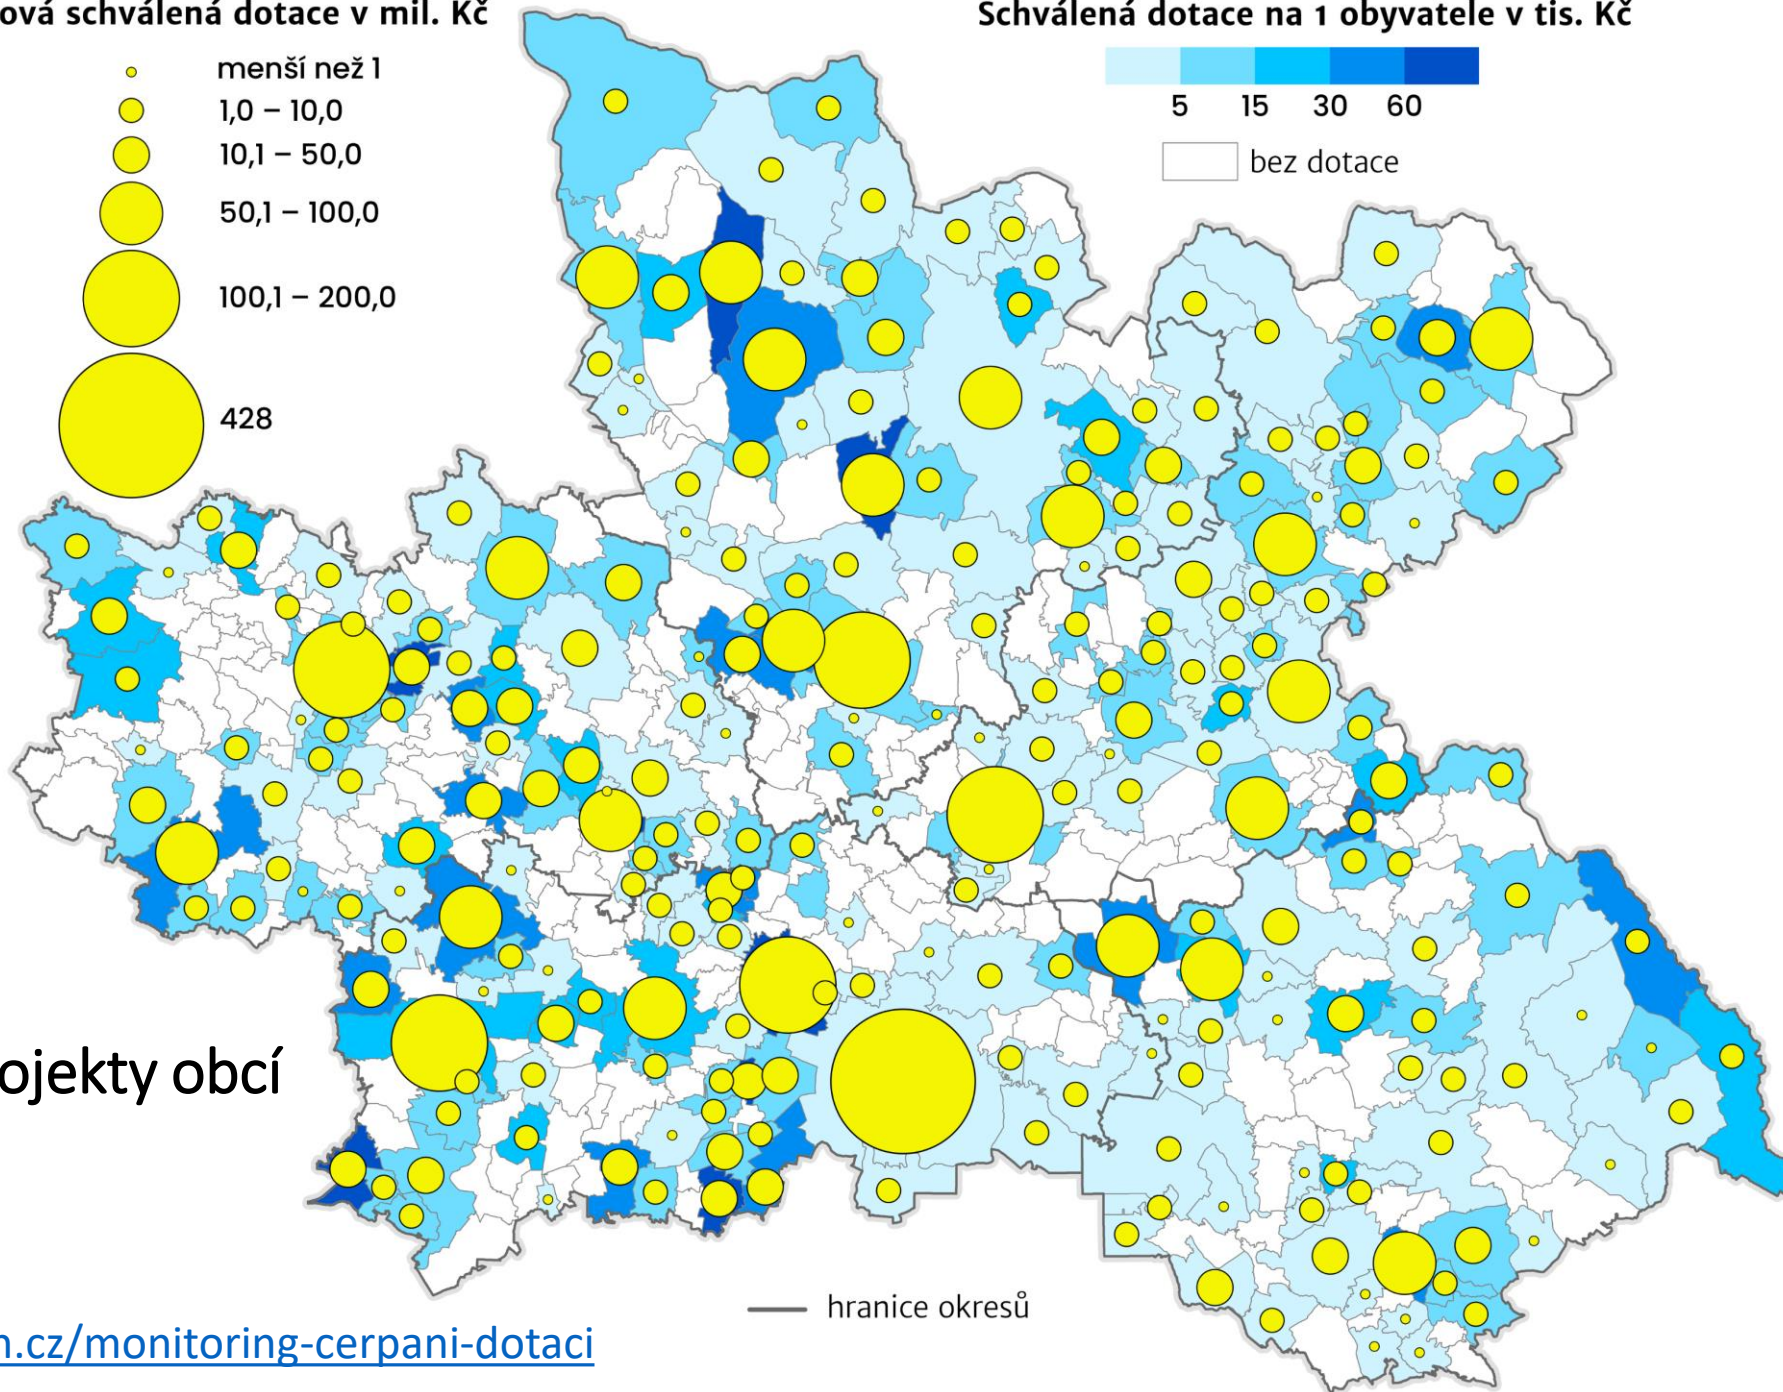 ová schválená dotace v mil. Kč
menší než 1
1,0 – 10,0
10,1 – 50,0
50,1 – 100,0
100,1 – 200,0
428
Schválená dotace na 1 obyvatele v tis. Kč
5 15 30 60
bez dotace
ojekty obcí
hranice okresů
n.cz/monitoring-cerpani-dotaci